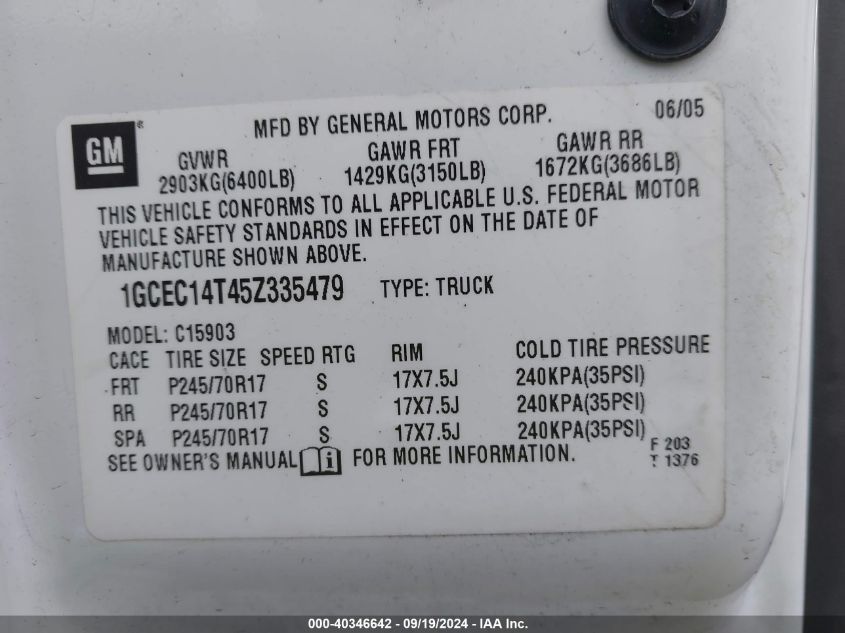 GM
MFD BY GENERAL MOTORS CORP. 06/05
GVWR GAWR FRT GAWR RR
2903KG(6400LB) 1429KG(3150LB) 1672KG(3686LB)
THIS VEHICLE CONFORMS TO ALL APPLICABLE U.S. FEDERAL MOTOR
VEHICLE SAFETY STANDARDS IN EFFECT ON THE DATE OF
MANUFACTURE SHOWN ABOVE.
1GCEC14T45Z335479 TYPE: TRUCK
MODEL: C15903
CACE TIRE SIZE SPEED RTG RIM COLD TIRE PRESSURE
FRT P245/70R17 S 17X7.5J 240KPA(35PSI)
RR P245/70R17 S 17X7.5J 240KPA(35PSI)
SPA P245/70R17 S 17X7.5J 240KPA(35PSI)
F 203
SEE OWNER'S MANUAL FOR MORE INFORMATION. T 1376
000-40346642 - 09/19/2024 - IAA Inc.